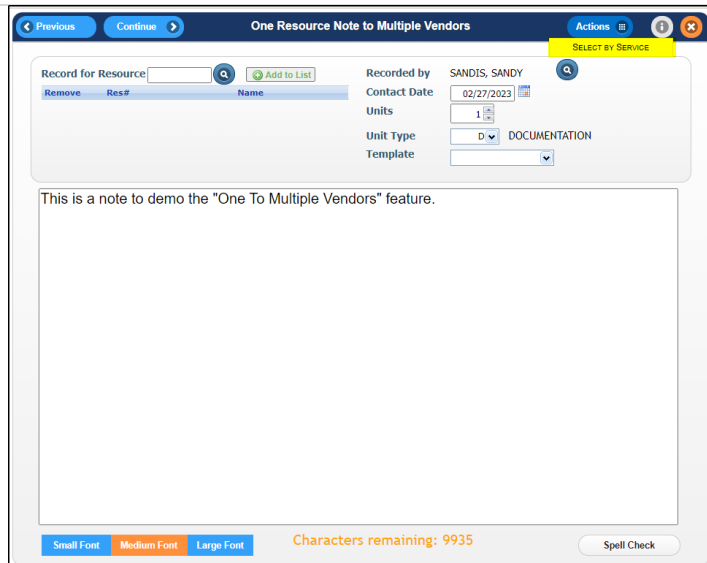 Previous Continue One Resource Note to Multiple Vendors Actions i
SELECT BY SERVICE
Record for Resource Add to List Recorded by SANDIS, SANDY
Remove Res# Name Contact Date 02/27/2023
Units 1
Unit Type D DOCUMENTATION
Template
This is a note to demo the "One To Multiple Vendors" feature.
Small Font Medium Font Large Font Characters remaining: 9935 Spell Check